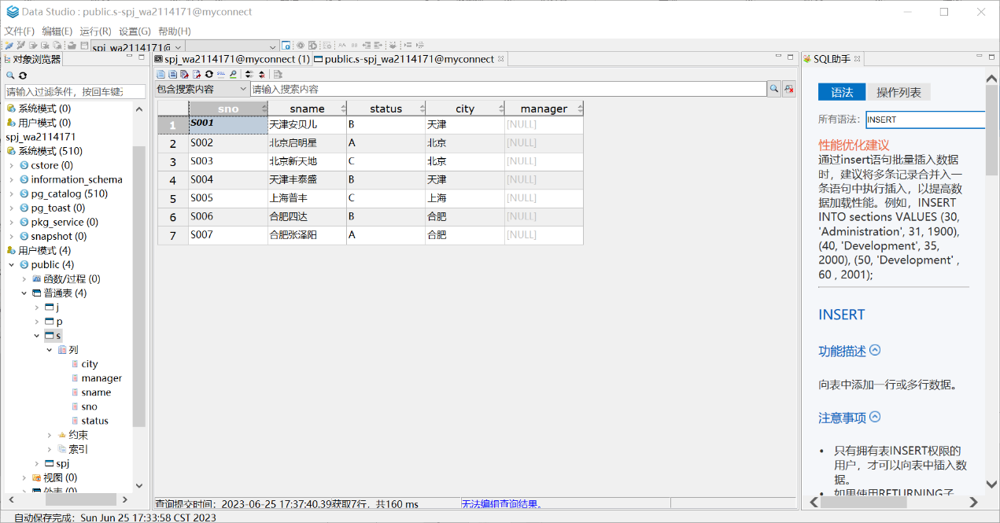 Data Studio : public.s-spj_wa2114171@myconnect
文件(F) 编辑(E) 运行(R) 设置(G) 帮助(H)
spj_wa2114171@
对象浏览器
spj_wa2114171@myconnect (1)
public.s-spj_wa2114171@myconnect
SQL助手
请输入过滤条件，按回车键
系统模式 (0)
用户模式 (0)
spj_wa2114171
系统模式 (510)
cstore (0)
information_schema
pg_catalog (510)
pg_toast (0)
pkg_service (0)
snapshot (0)
用户模式 (4)
public (4)
函数/过程 (0)
普通表 (4)
j
p
s
列
city
manager
sname
sno
status
约束
索引
spj
视图 (0)
外表 (0)
包含搜索内容 请输入搜索内容
sno sname status city manager
1 S001 天津安贝儿 B 天津 [NULL]
2 S002 北京启明星 A 北京 [NULL]
3 S003 北京新天地 C 北京 [NULL]
4 S004 天津丰泰盛 B 天津 [NULL]
5 S005 上海普丰 C 上海 [NULL]
6 S006 合肥四达 B 合肥 [NULL]
7 S007 合肥张泽阳 A 合肥 [NULL]
查询提交时间：2023-06-25 17:37:40.39获取7行，共160 ms
无法编辑查询结果。
语法 操作列表
所有语法: INSERT
性能优化建议
通过insert语句批量插入数据
时，建议将多条记录合并入一
条语句中执行插入，以提高数
据加载性能。例如，INSERT
INTO sections VALUES (30,
'Administration', 31, 1900),
(40, 'Development', 35,
2000), (50, 'Development' ,
60 , 2001);
INSERT
功能描述
向表中添加一行或多行数据。
注意事项
• 只有拥有表INSERT权限的
用户，才可以向表中插入数
据。
• 如果使用RETURNING子
自动保存完成：Sun Jun 25 17:33:58 CST 2023